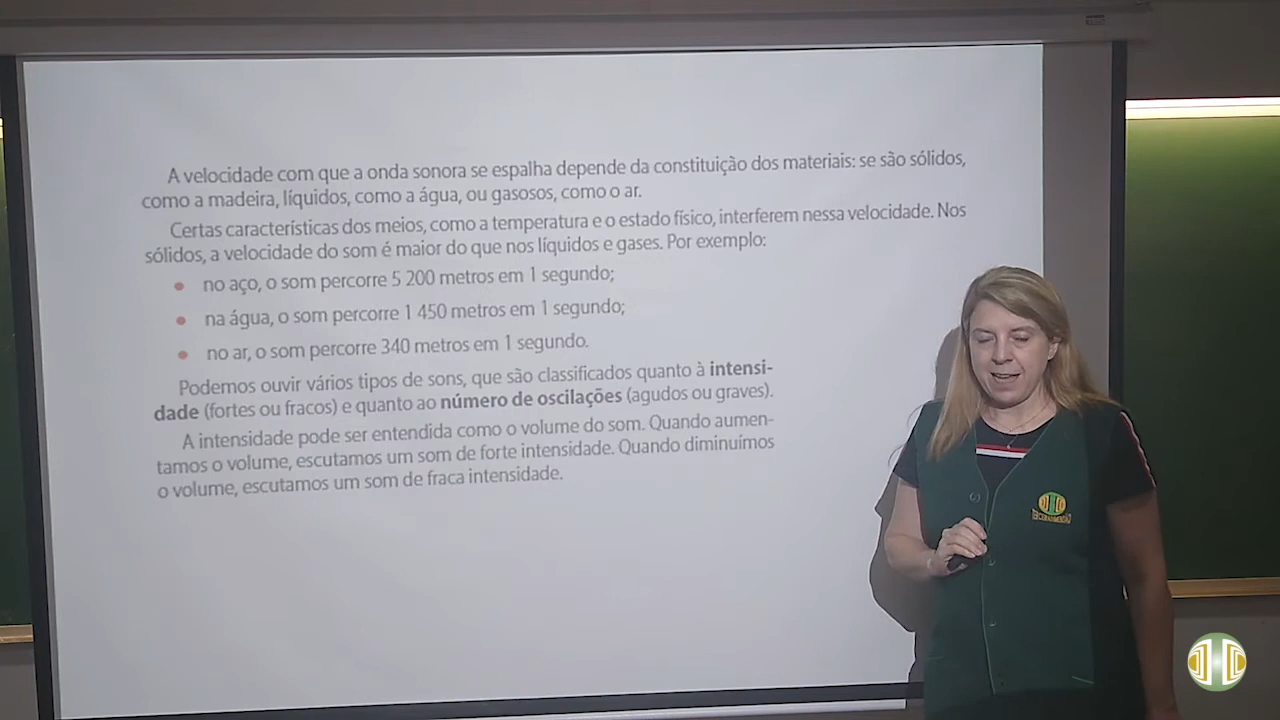 A velocidade com que a onda sonora se espalha depende da constituição dos materiais: se são sólidos,
como a madeira, líquidos, como a água, ou gasosos, como o ar.
Certas características dos meios, como a temperatura e o estado físico, interferem nessa velocidade. Nos
sólidos, a velocidade do som é maior do que nos líquidos e gases. Por exemplo:
• no aço, o som percorre 5 200 metros em 1 segundo;
• na água, o som percorre 1 450 metros em 1 segundo;
• no ar, o som percorre 340 metros em 1 segundo.
Podemos ouvir vários tipos de sons, que são classificados quanto à intensi-
dade (fortes ou fracos) e quanto ao número de oscilações (agudos ou graves).
A intensidade pode ser entendida como o volume do som. Quando aumen-
tamos o volume, escutamos um som de forte intensidade. Quando diminuímos
o volume, escutamos um som de fraca intensidade.